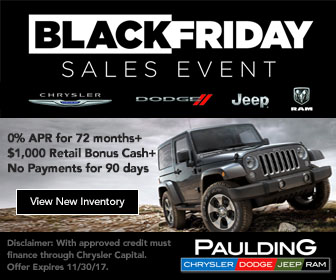 BLACK FRIDAY
SALES EVENT
CHRYSLER DODGE Jeep RAM
0% APR for 72 months+
$1,000 Retail Bonus Cash+
No Payments for 90 days
View New Inventory
Disclaimer: With approved credit must
finance through Chrysler Capital.
Offer Expires 11/30/17.
PAULDING
CHRYSLER DODGE JEEP RAM